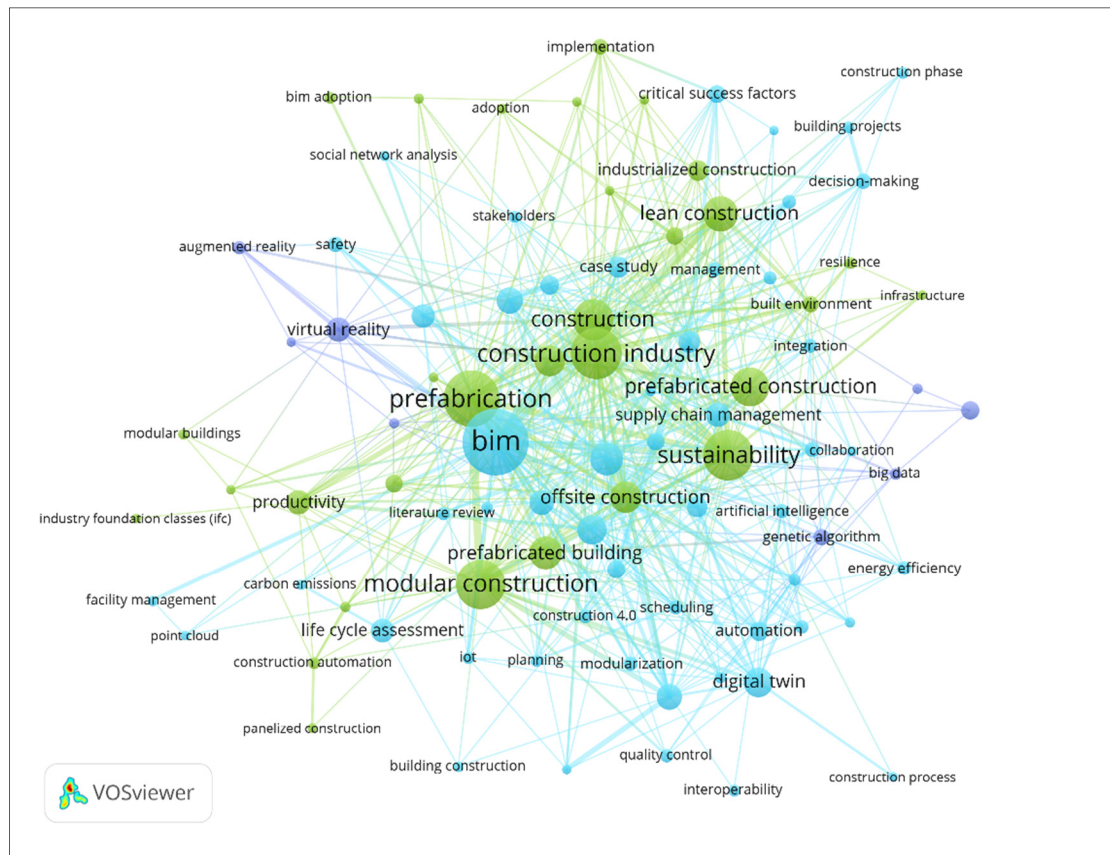 implementation
construction phase
critical success factors
bim adoption
adoption
building projects
social network analysis
industrialized construction
decision-making
lean construction
stakeholders
augmented reality
safety
resilience
case study
management
infrastructure
built environment
construction
virtual reality
integration
construction industry
prefabricated construction
prefabrication
supply chain management
modular buildings
bim
sustainability
collaboration
big data
productivity
offsite construction
literature review
artificial intelligence
industry foundation classes (ifc)
genetic algorithm
prefabricated building
energy efficiency
carbon emissions
modular construction
facility management
scheduling
construction 4.0
point cloud
life cycle assessment
automation
construction automation
iot
planning
modularization
digital twin
panelized construction
quality control
building construction
construction process
interoperability
VOSviewer